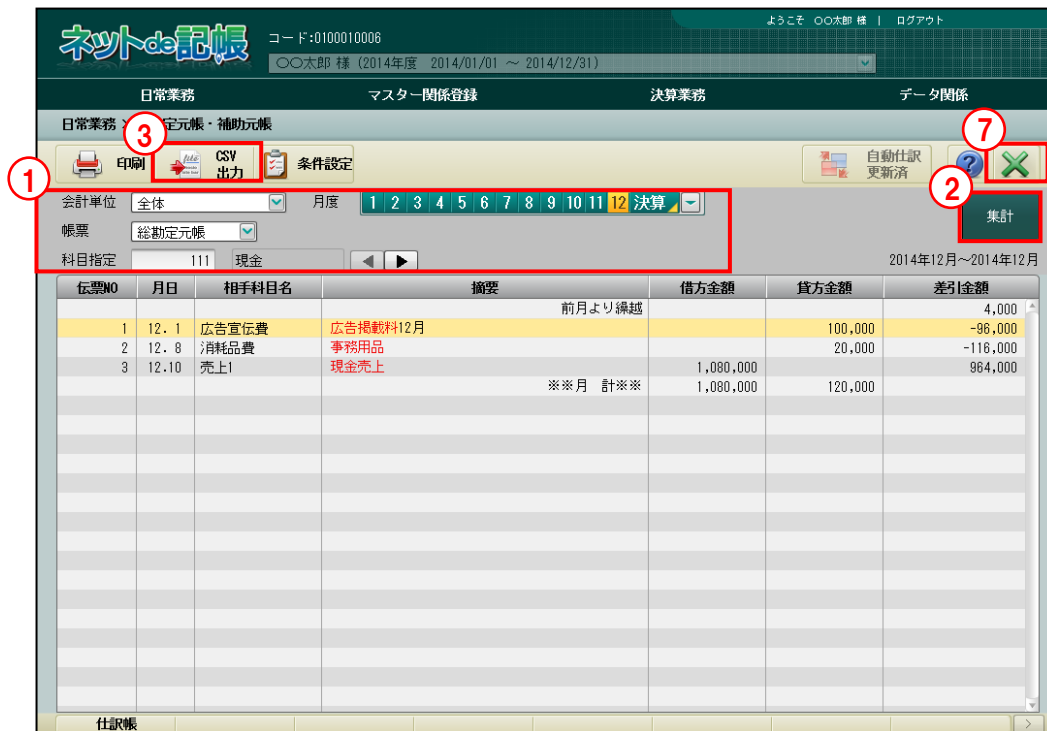 ようこそ ○○太郎 様 | ログアウト
ネットde記帳
コード:0100010006
○○太郎 様 (2014年度 2014/01/01 ～ 2014/12/31)
日常業務 マスター関係登録 決算業務 データ関係
日常業務 定元帳・補助元帳
③ ⑦
印刷 CSV出力 条件設定 自動仕訳更新済 ?
① ②
会計単位 全体 月度 1 2 3 4 5 6 7 8 9 10 11 12 決算 集計
帳票 総勘定元帳
科目指定 111 現金 2014年12月～2014年12月
伝票NO 月日 相手科目名 摘要 借方金額 貸方金額 差引金額
前月より繰越 4,000
1 12. 1 広告宣伝費 広告掲載料12月 100,000 -96,000
2 12. 8 消耗品費 事務用品 20,000 -116,000
3 12.10 売上1 現金売上 1,080,000 964,000
※※月 計※※ 1,080,000 120,000
仕訳帳